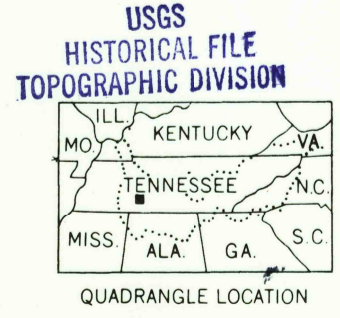 USGS
HISTORICAL FILE
TOPOGRAPHIC DIVISION
ILL.
MO. KENTUCKY VA.
TENNESSEE N.C.
MISS. ALA. GA. S.C.
QUADRANGLE LOCATION